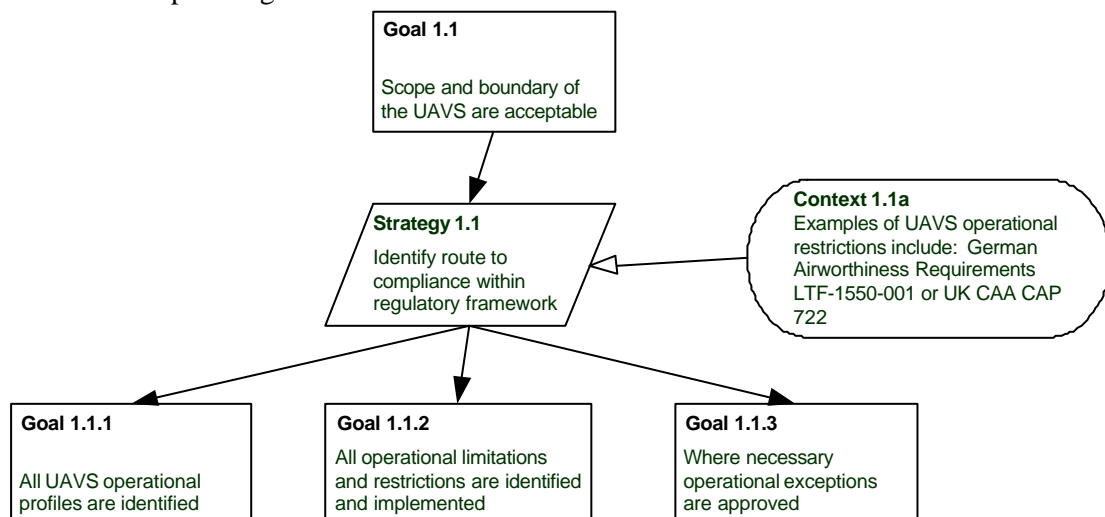 Goal 1.1
Scope and boundary of
the UAVS are acceptable
Strategy 1.1
Identify route to
compliance within
regulatory framework
Context 1.1a
Examples of UAVS operational
restrictions include: German
Airworthiness Requirements
LTF-1550-001 or UK CAA CAP
722
Goal 1.1.1
All UAVS operational
profiles are identified
Goal 1.1.2
All operational limitations
and restrictions are identified
and implemented
Goal 1.1.3
Where necessary
operational exceptions
are approved